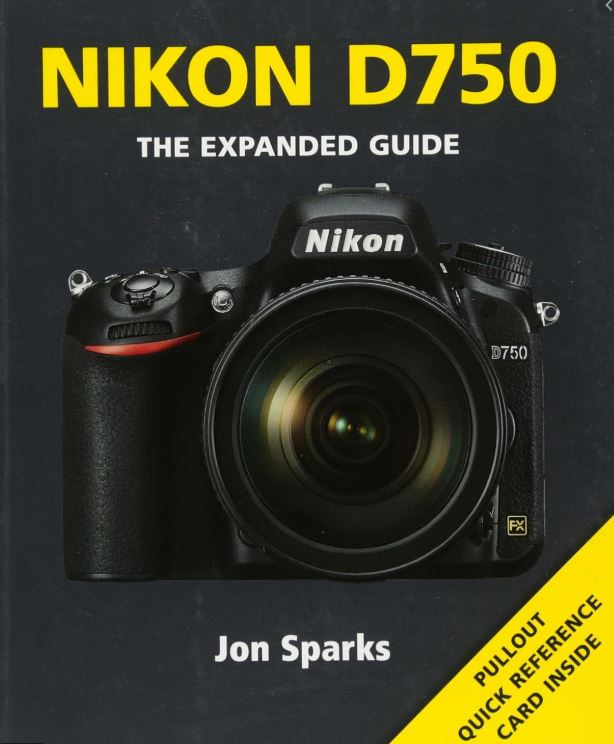 NIKON D750
THE EXPANDED GUIDE
Nikon
D750
FX
Jon Sparks
PULLOUT
QUICK REFERENCE
CARD INSIDE